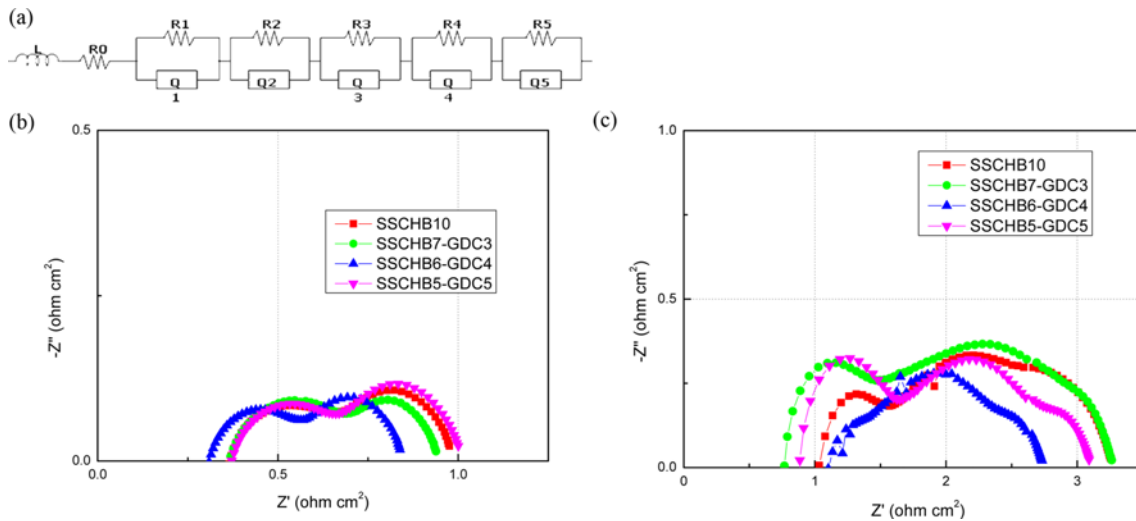 (a)
R1 R2 R3 R4 R5
L R0
Q Q2 Q Q Q5
1 3 4
(b)
0.5
0.0
-Z" (ohm cm²)
SSCHB10
SSCHB7-GDC3
SSCHB6-GDC4
SSCHB5-GDC5
0.0 0.5 1.0
Z' (ohm cm²)
(c)
1.0
0.5
0.0
-Z" (ohm cm²)
SSCHB10
SSCHB7-GDC3
SSCHB6-GDC4
SSCHB5-GDC5
0 1 2 3
Z' (ohm cm²)